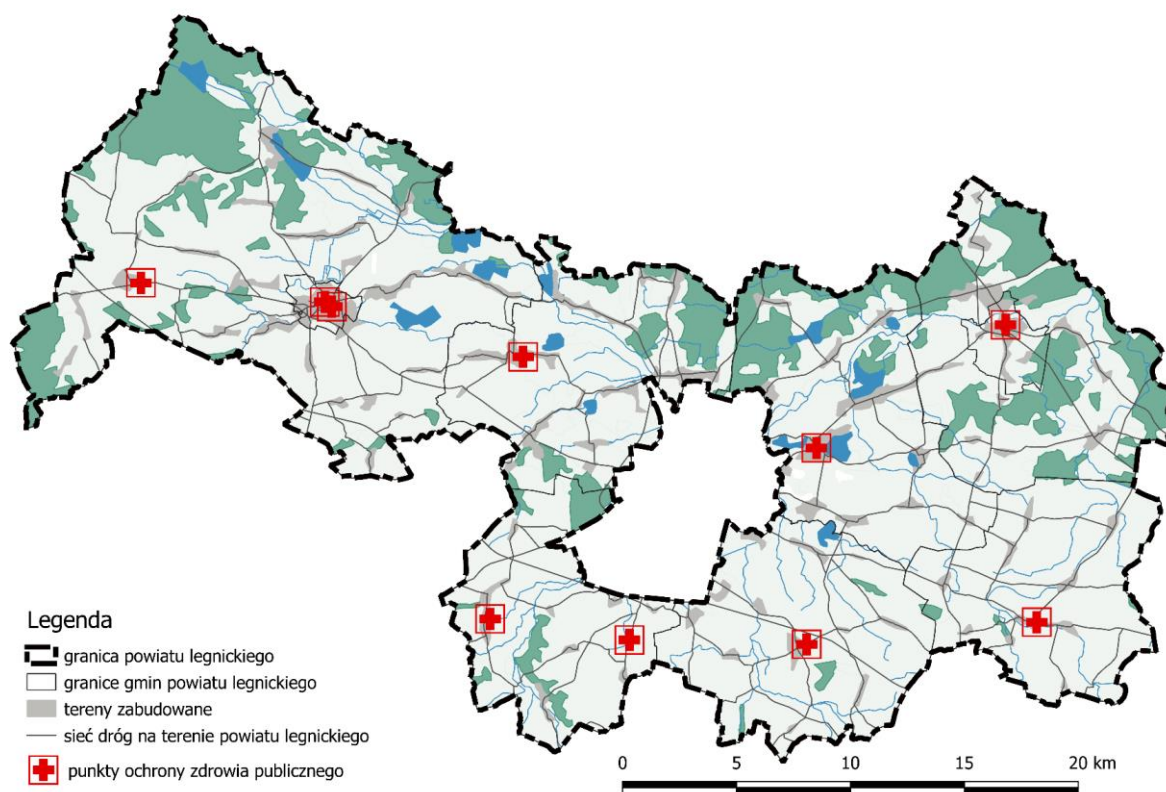 Legenda
granica powiatu legnickiego
granice gmin powiatu legnickiego
tereny zabudowane
sieć dróg na terenie powiatu legnickiego
punkty ochrony zdrowia publicznego
0 5 10 15 20 km